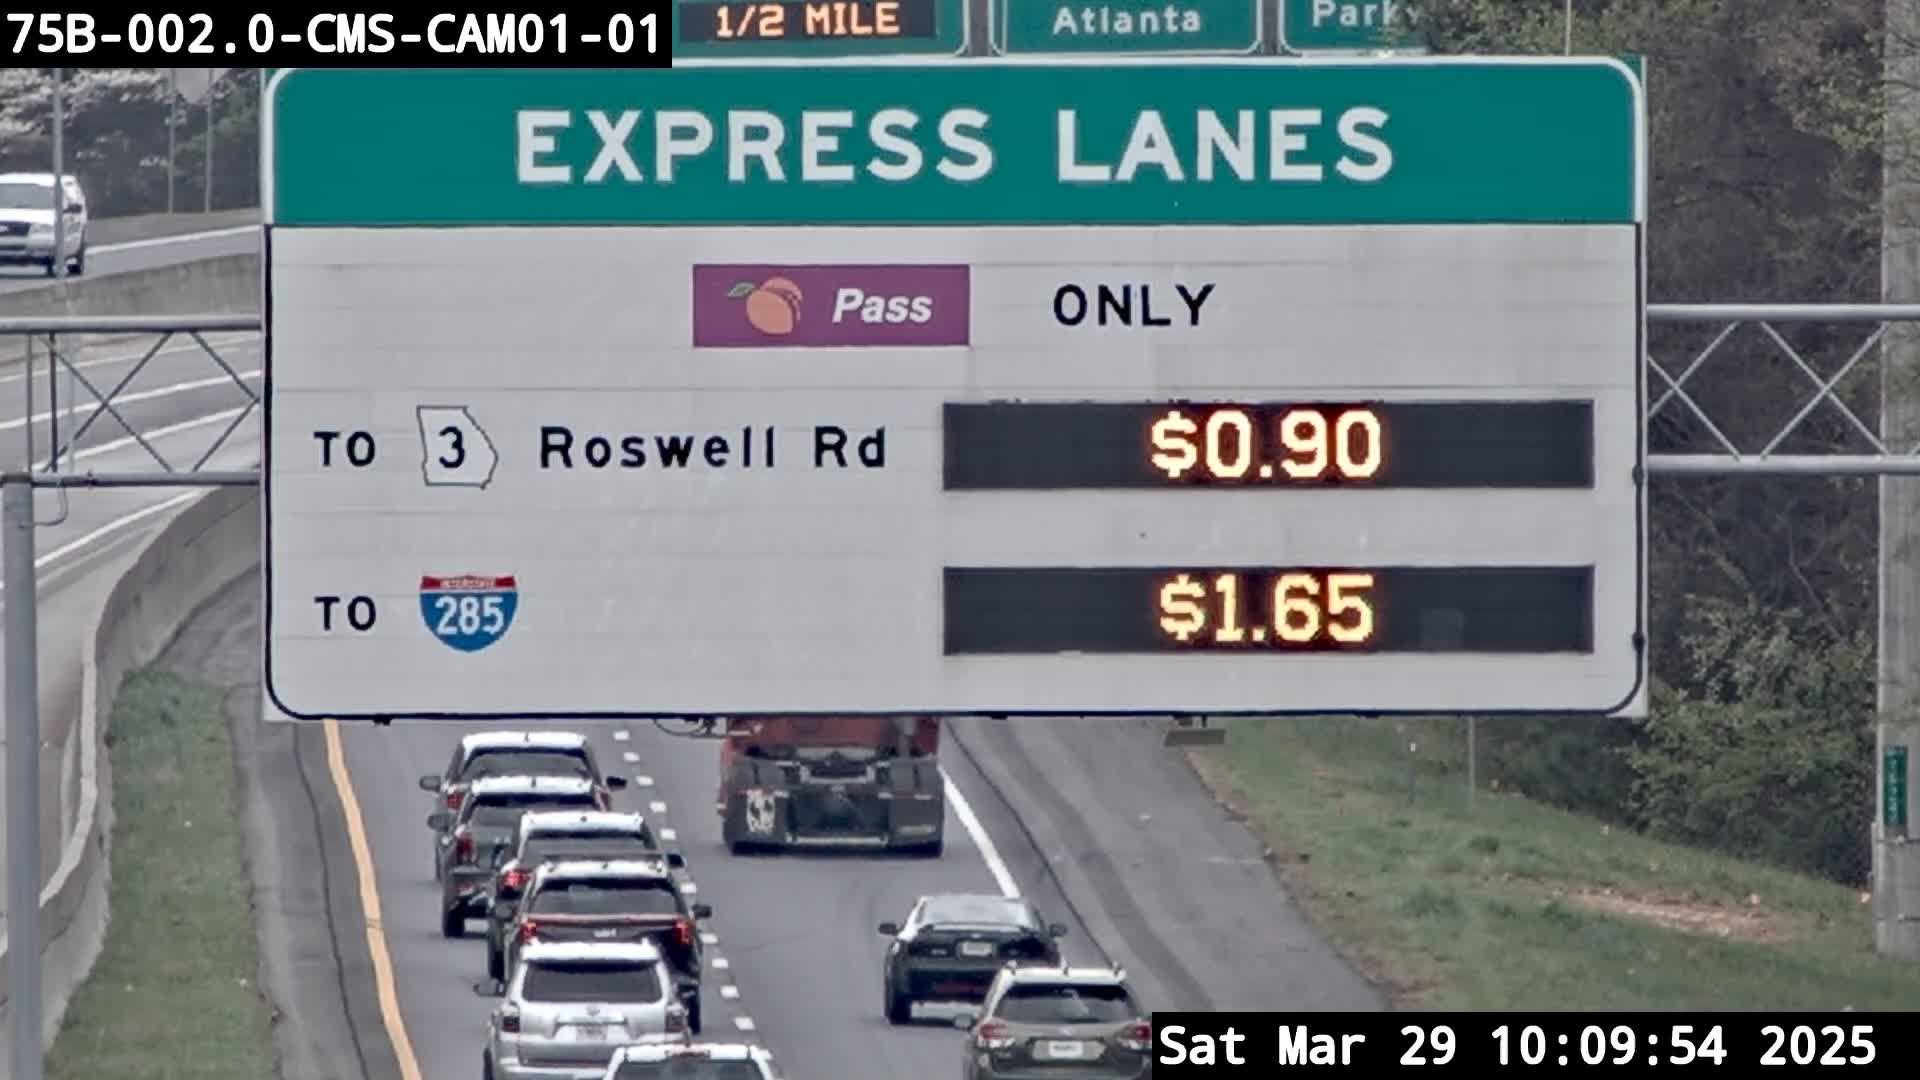 75B-002.0-CMS-CAM01-01
1/2 MILE
Atlanta
EXPRESS LANES
Pass ONLY
TO 3 Roswell Rd $0.90
TO INTERSTATE 285 $1.65
Sat Mar 29 10:09:54 2025